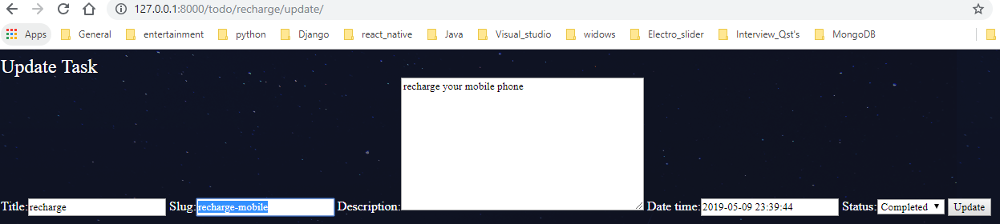 127.0.0.1:8000/todo/recharge/update/
Apps General entertainment python Django react_native Java Visual_studio widows Electro_slider Interview_Qst's MongoDB
Update Task
recharge your mobile phone
Title: recharge Slug: recharge-mobile Description: Date time: 2019-05-09 23:39:44 Status: Completed Update